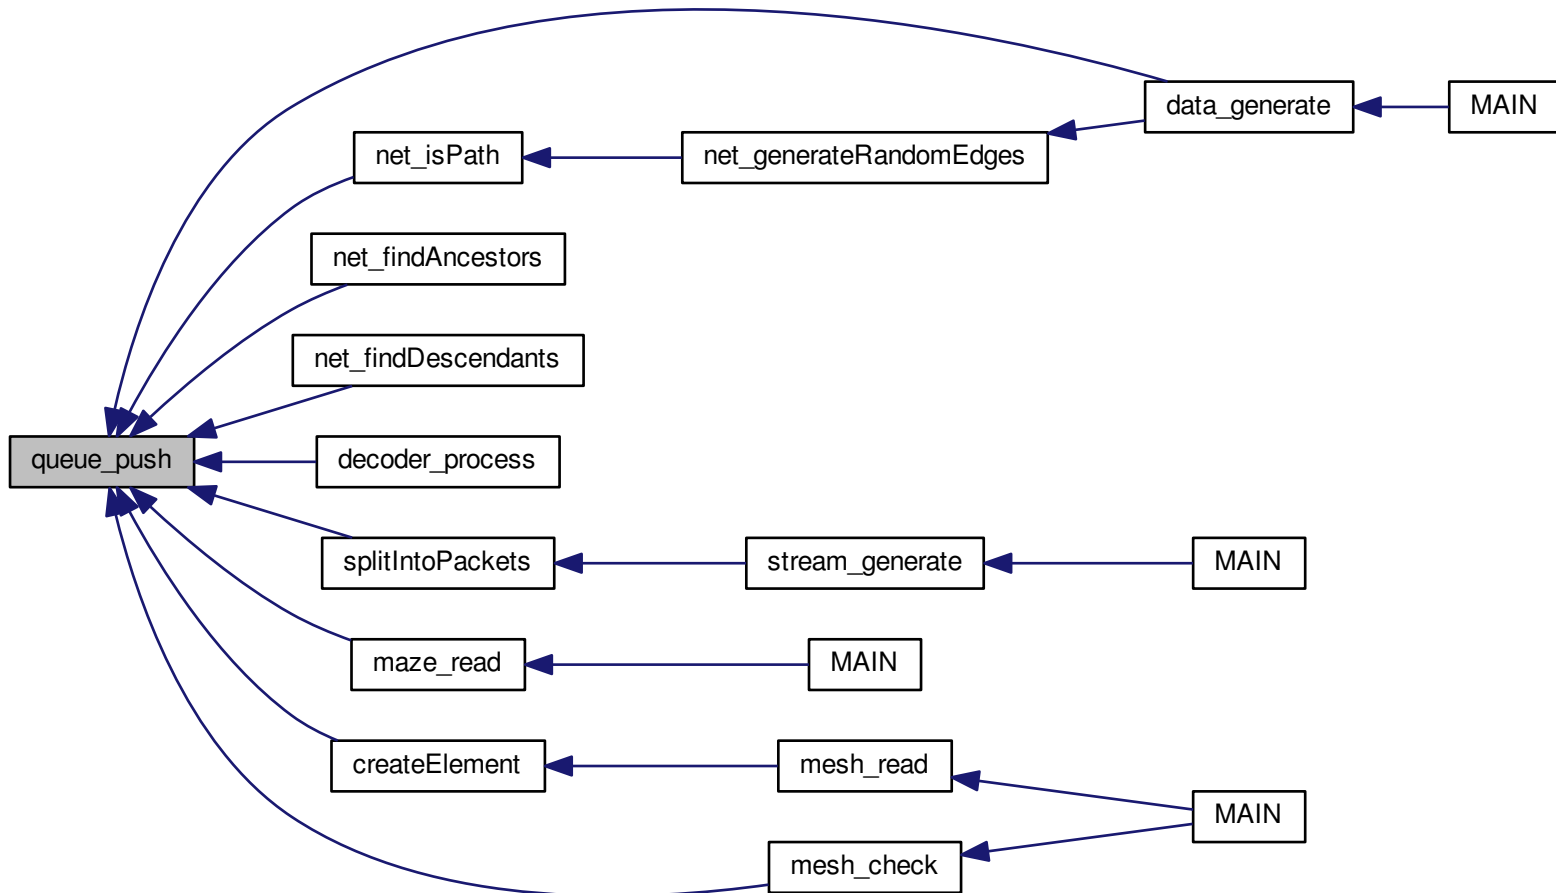 data_generate
MAIN
net_isPath
net_generateRandomEdges
net_findAncestors
net_findDescendants
queue_push
decoder_process
splitIntoPackets
stream_generate
MAIN
maze_read
MAIN
createElement
mesh_read
MAIN
mesh_check